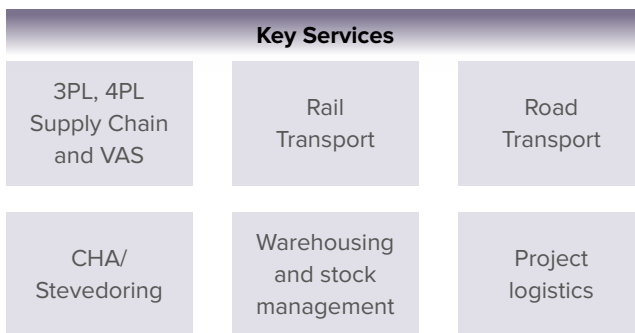 Key Services
3PL, 4PL
Supply Chain
and VAS
Rail
Transport
Road
Transport
CHA/
Stevedoring
Warehousing
and stock
management
Project
logistics